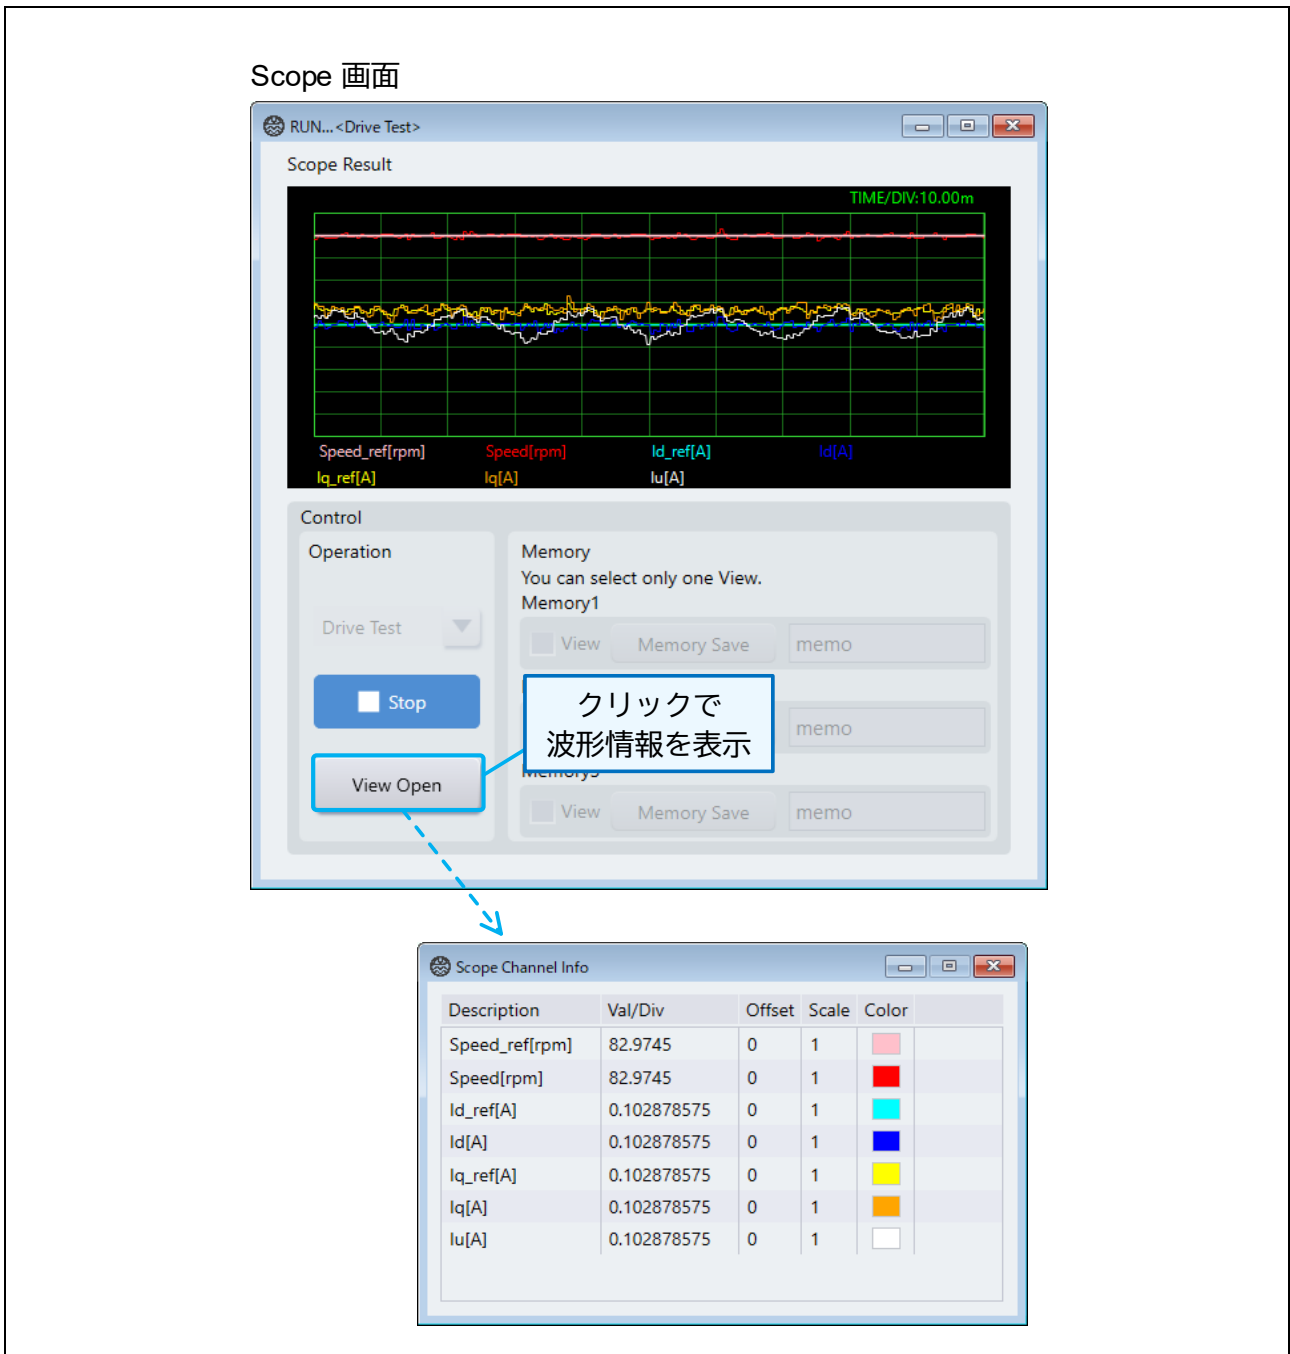 Scope 画面
RUN...<Drive Test>
Scope Result
TIME/DIV:10.00m
Speed_ref[rpm] Speed[rpm] Id_ref[A] Id[A]
Iq_ref[A] Iq[A] Iu[A]
Control
Operation
Drive Test
Stop
View Open
Memory
You can select only one View.
Memory1
View Memory Save memo
クリックで
波形情報を表示
memo
View Memory Save memo
Scope Channel Info
Description Val/Div Offset Scale Color
Speed_ref[rpm] 82.9745 0 1
Speed[rpm] 82.9745 0 1
Id_ref[A] 0.102878575 0 1
Id[A] 0.102878575 0 1
Iq_ref[A] 0.102878575 0 1
Iq[A] 0.102878575 0 1
Iu[A] 0.102878575 0 1